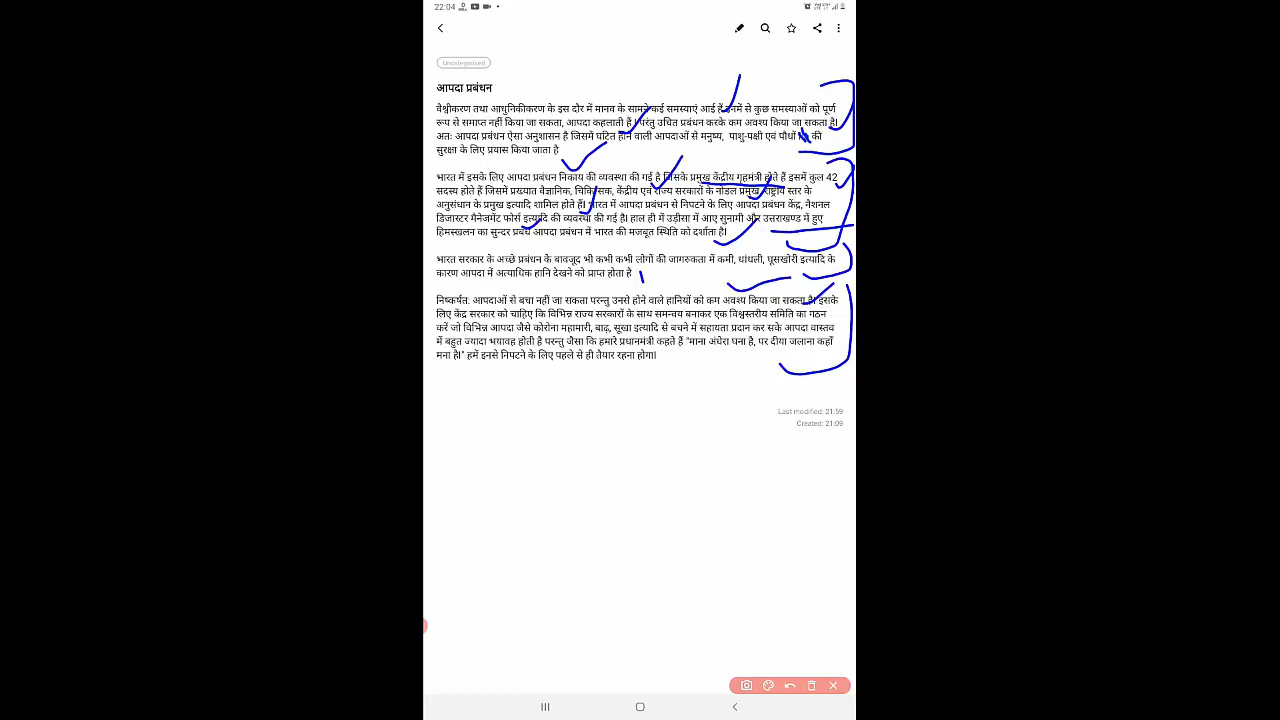 22:04
Uncategorised
आपदा प्रबंधन
वैश्वीकरण तथा आधुनिकीकरण के इस दौर में मानव के सामने कई समस्याएं आई हैं इनमें से कुछ समस्याओं को पूर्ण
रूप से समाप्त नहीं किया जा सकता, आपदा कहलाती हैं। परंतु उचित प्रबंधन करके कम अवश्य किया जा सकता है।
अतः आपदा प्रबंधन ऐसा अनुशासन है जिसमें घटित होने वाली आपदाओं से मनुष्य, पाशु-पक्षी एवं पौधों की
सुरक्षा के लिए प्रयास किया जाता है
भारत में इसके लिए आपदा प्रबंधन निकाय की व्यवस्था की गई है जिसके प्रमुख केंद्रीय गृहमंत्री होते हैं इसमें कुल 42
सदस्य होते हैं जिसमें प्रख्यात वैज्ञानिक, चिकित्सक, केंद्रीय एवं राज्य सरकारों के नोडल प्रमुख, राष्ट्रीय स्तर के
अनुसंधान के प्रमुख इत्यादि शामिल होते हैं। भारत में आपदा प्रबंधन से निपटने के लिए आपदा प्रबंधन केंद्र, नैशनल
डिजास्टर मैनेजमेंट फोर्स इत्यादि की व्यवस्था की गई है। हाल ही में उड़ीसा में आए सुनामी और उत्तराखण्ड में हुए
हिमस्खलन का सुन्दर प्रबंध आपदा प्रबंधन में भारत की मजबूत स्थिति को दर्शाता है।
भारत सरकार के अच्छे प्रबंधन के बावजूद भी कभी कभी लोगों की जागरुकता में कमी, धांधली, घूसखोरी इत्यादि के
कारण आपदा में अत्याधिक हानि देखने को प्राप्त होता है
निष्कर्षत: आपदाओं से बचा नहीं जा सकता परन्तु उनसे होने वाले हानियों को कम अवश्य किया जा सकता है। इसके
लिए केंद्र सरकार को चाहिए कि विभिन्न राज्य सरकारों के साथ समन्वय बनाकर एक विश्वस्तरीय समिति का गठन
करें जो विभिन्न आपदा जैसे कोरोना महामारी, बाढ़, सूखा इत्यादि से बचने में सहायता प्रदान कर सके आपदा वास्तव
में बहुत ज्यादा भयावह होती है परन्तु जैसा कि हमारे प्रधानमंत्री कहते हैं "माना अंधेरा घना है, पर दीया जलाना कहाँ
मना है।" हमें इनसे निपटने के लिए पहले से ही तैयार रहना होगा।
Last modified: 21:59
Created: 21:09